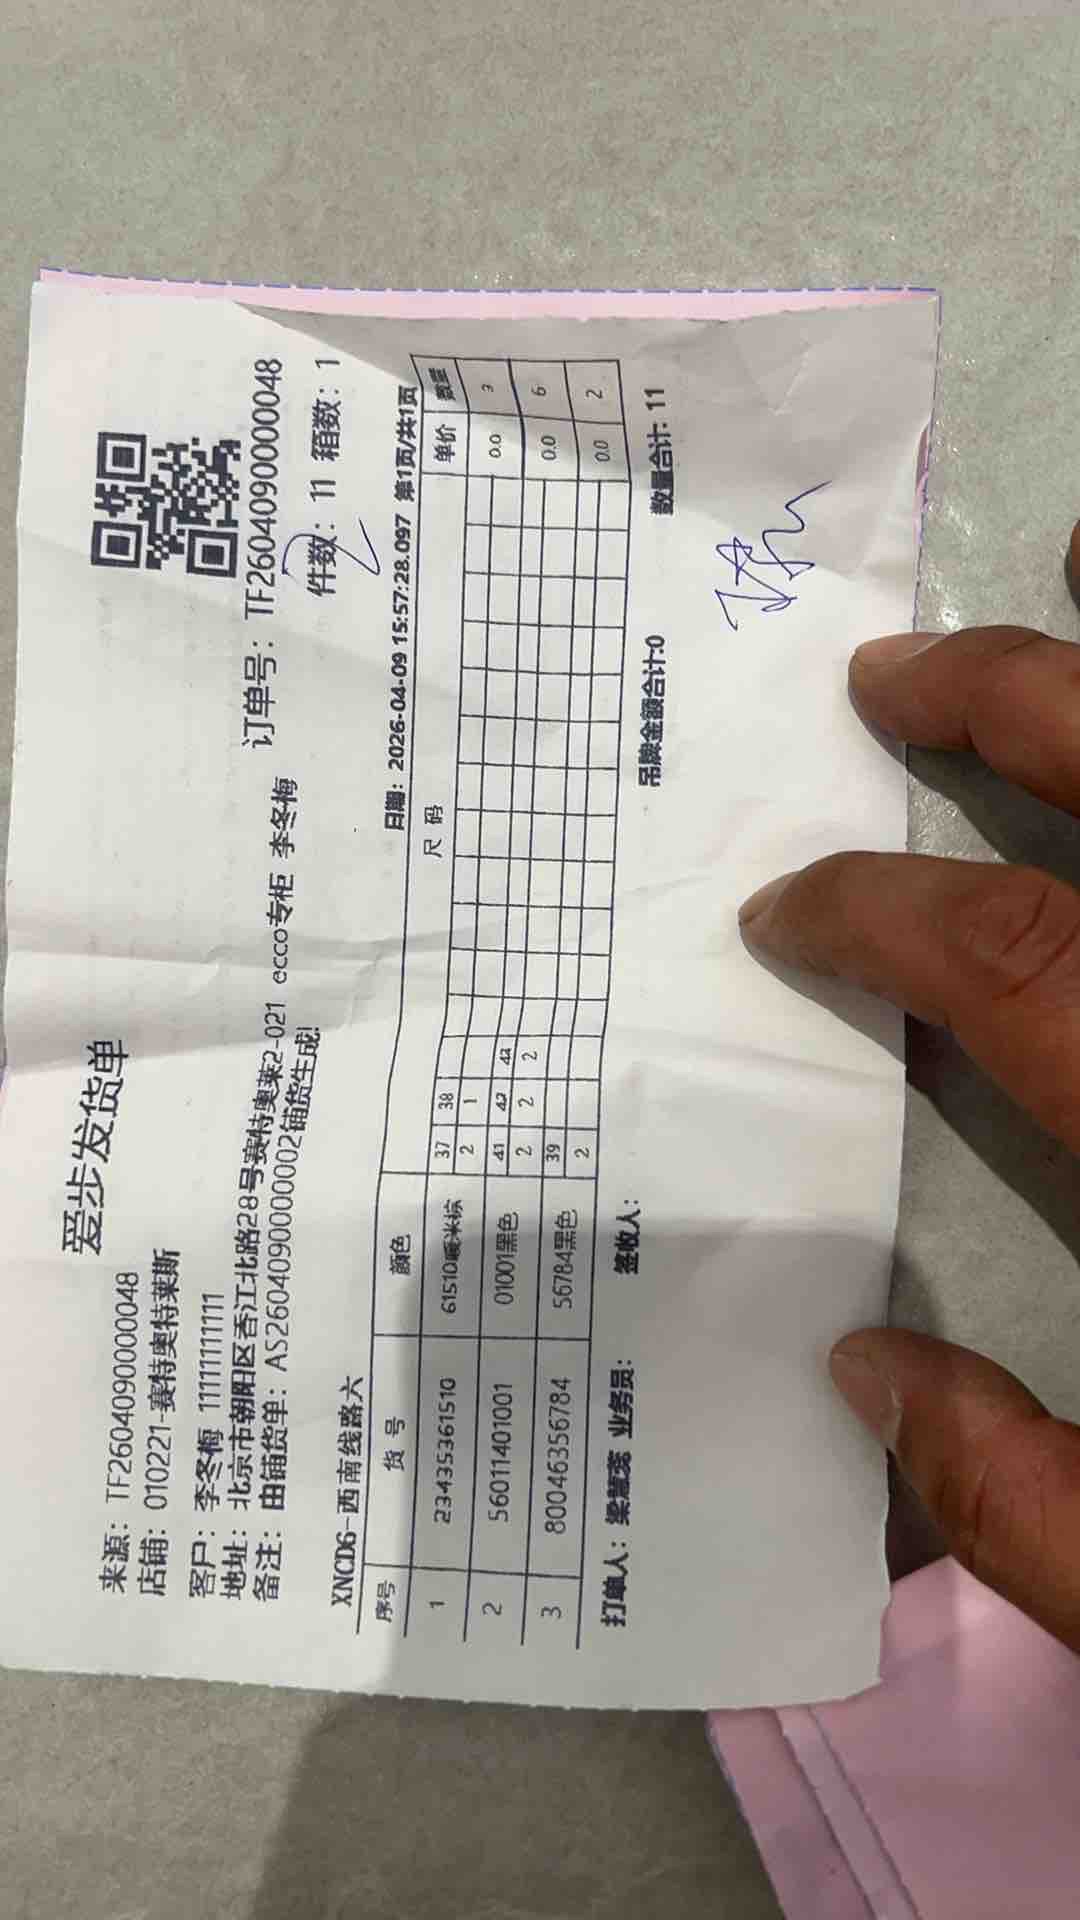 爱步发货单
来源：TF2604090000048
店铺：010221-赛特奥特莱斯
客户：李冬梅 11111111111
订单号：TF2604090000048
地址：北京市朝阳区香江北路28号赛特奥莱2-021 ecco专柜 李冬梅
件数：11 箱数：1
备注：由铺货单：AS26040900000002铺货生成!
XNCD6-西南线路六
日期：2026-04-09 15:57:28.097 第1页/共1页
序号 货号 颜色 尺码 单价 数量
37 38
1 23435361510 61510暖米棕 2 1 0.0 3
41 42
2 56011401001 01001黑色 2 2 2 0.0 6
39
3 80046356784 56784黑色 2 0.0 2
打单人：梁慧蕊 业务员： 签收人： 吊牌金额合计:0 数量合计: 11